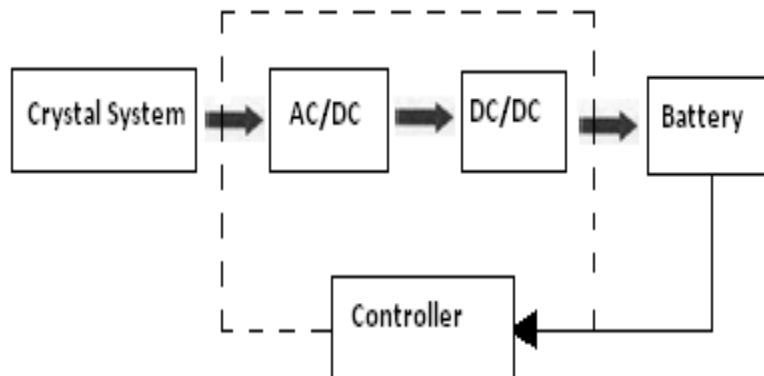 Crystal System
AC/DC
DC/DC
Battery
Controller